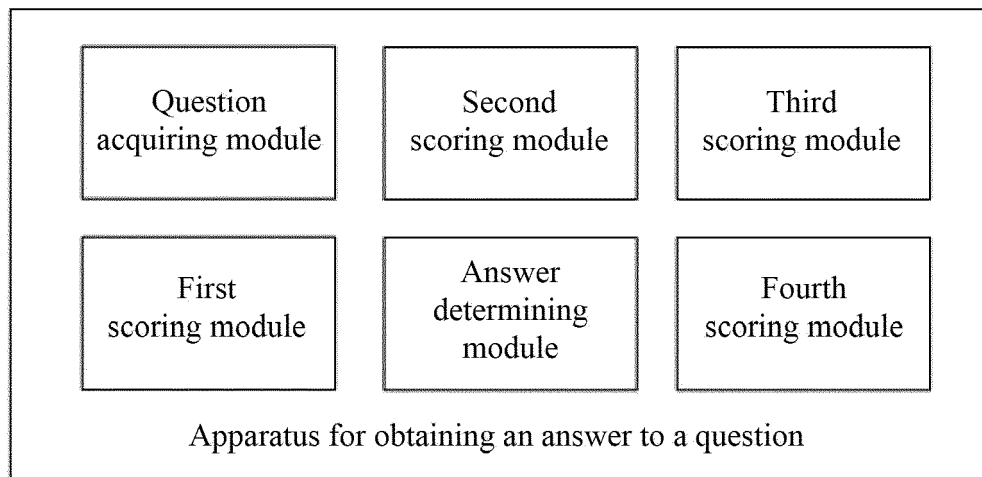 Question
acquiring module
Second
scoring module
Third
scoring module
First
scoring module
Answer
determining
module
Fourth
scoring module
Apparatus for obtaining an answer to a question